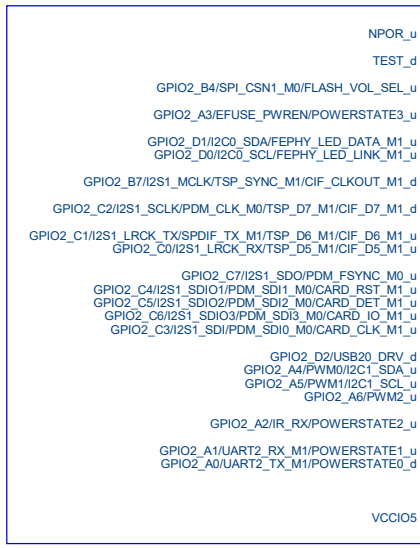 NPOR_u
TEST_d
GPIO2_B4/SPI_CSN1_M0/FLASH_VOL_SEL_u
GPIO2_A3/EFUSE_PWREN/POWERSTATE3_u
GPIO2_D1/I2C0_SDA/FEPHY_LED_DATA_M1_u
GPIO2_D0/I2C0_SCL/FEPHY_LED_LINK_M1_u
GPIO2_B7/I2S1_MCLK/TSP_SYNC_M1/CIF_CLKOUT_M1_d
GPIO2_C2/I2S1_SCLK/PDM_CLK_M0/TSP_D7_M1/CIF_D7_M1_d
GPIO2_C1/I2S1_LRCK_TX/SPDIF_TX_M1/TSP_D6_M1/CIF_D6_M1_u
GPIO2_C0/I2S1_LRCK_RX/TSP_D5_M1/CIF_D5_M1_u
GPIO2_C7/I2S1_SDO/PDM_FSYNC_M0_u
GPIO2_C4/I2S1_SDIO1/PDM_SDI1_M0/CARD_RST_M1_u
GPIO2_C5/I2S1_SDIO2/PDM_SDI2_M0/CARD_DET_M1_u
GPIO2_C6/I2S1_SDIO3/PDM_SDI3_M0/CARD_IO_M1_u
GPIO2_C3/I2S1_SDI/PDM_SDI0_M0/CARD_CLK_M1_u
GPIO2_D2/USB20_DRV_d
GPIO2_A4/PWM0/I2C1_SDA_u
GPIO2_A5/PWM1/I2C1_SCL_u
GPIO2_A6/PWM2_u
GPIO2_A2/IR_RX/POWERSTATE2_u
GPIO2_A1/UART2_RX_M1/POWERSTATE1_u
GPIO2_A0/UART2_TX_M1/POWERSTATE0_d
VCCIO5